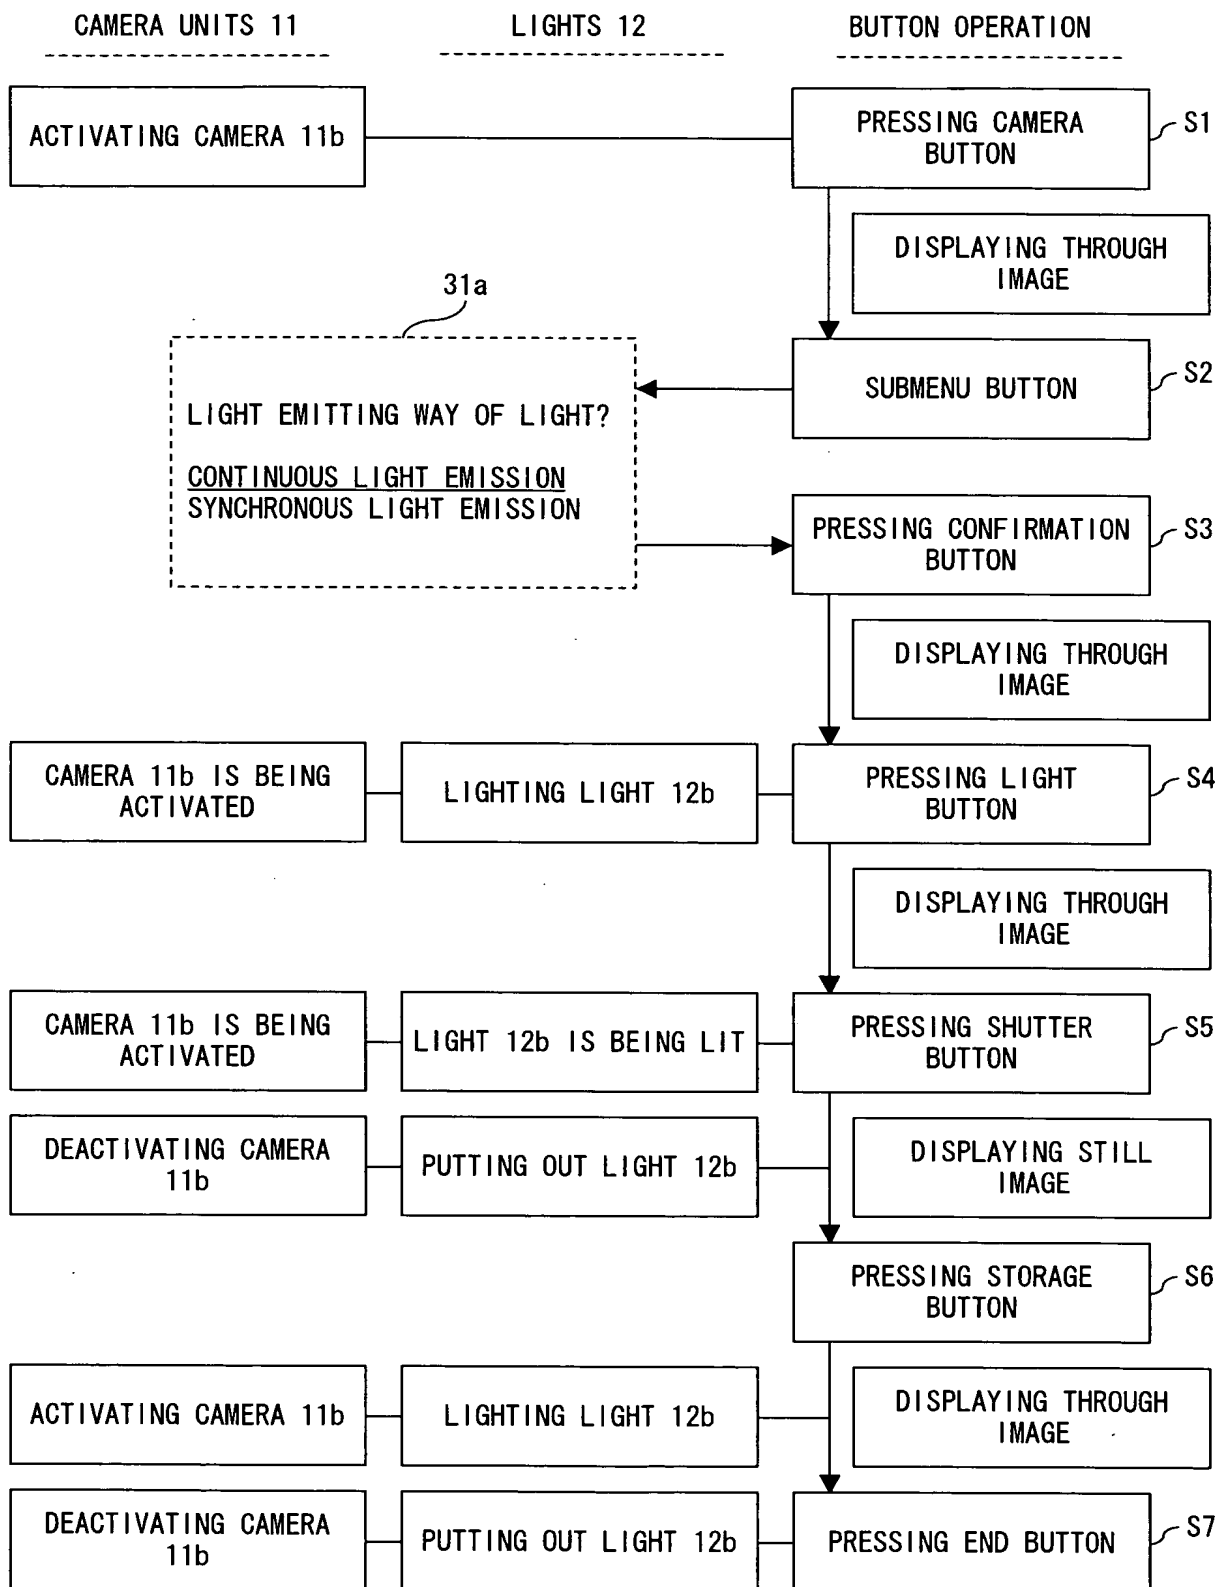 CAMERA UNITS 11
LIGHTS 12
BUTTON OPERATION
ACTIVATING CAMERA 11b
PRESSING CAMERA
BUTTON
S1
DISPLAYING THROUGH
IMAGE
31a
LIGHT EMITTING WAY OF LIGHT?
CONTINUOUS LIGHT EMISSION
SYNCHRONOUS LIGHT EMISSION
SUBMENU BUTTON
S2
PRESSING CONFIRMATION
BUTTON
S3
DISPLAYING THROUGH
IMAGE
CAMERA 11b IS BEING
ACTIVATED
LIGHTING LIGHT 12b
PRESSING LIGHT
BUTTON
S4
DISPLAYING THROUGH
IMAGE
CAMERA 11b IS BEING
ACTIVATED
LIGHT 12b IS BEING LIT
PRESSING SHUTTER
BUTTON
S5
DEACTIVATING CAMERA
11b
PUTTING OUT LIGHT 12b
DISPLAYING STILL
IMAGE
PRESSING STORAGE
BUTTON
S6
ACTIVATING CAMERA 11b
LIGHTING LIGHT 12b
DISPLAYING THROUGH
IMAGE
DEACTIVATING CAMERA
11b
PUTTING OUT LIGHT 12b
PRESSING END BUTTON
S7